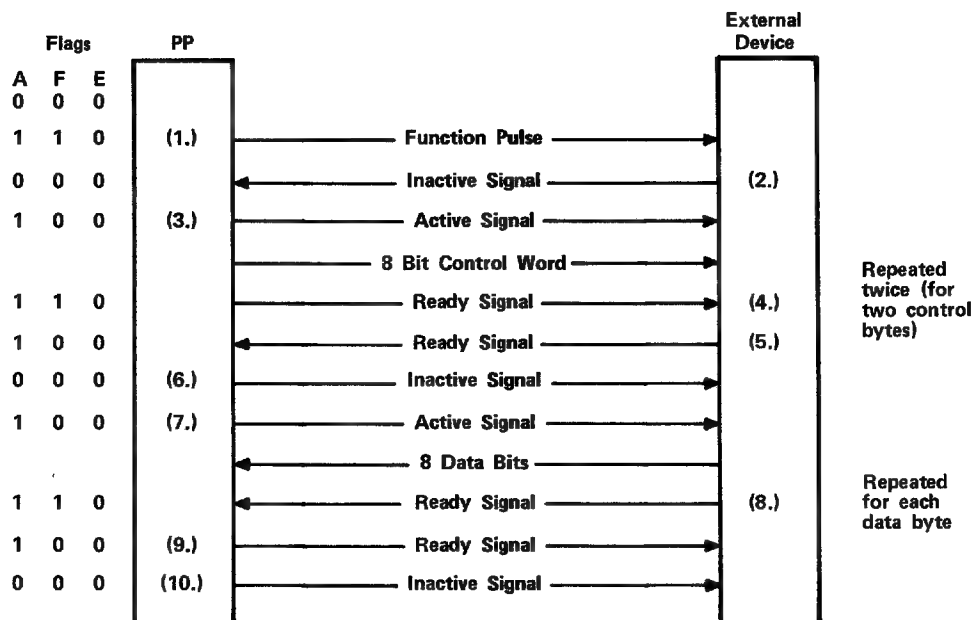 Flags PP External Device
A F E
0 0 0
1 1 0 (1.) Function Pulse
0 0 0 Inactive Signal (2.)
1 0 0 (3.) Active Signal
8 Bit Control Word
1 1 0 Ready Signal (4.)
1 0 0 Ready Signal (5.)
Repeated
twice (for
two control
bytes)
0 0 0 (6.) Inactive Signal
1 0 0 (7.) Active Signal
8 Data Bits
1 1 0 Ready Signal (8.)
Repeated
for each
data byte
1 0 0 (9.) Ready Signal
0 0 0 (10.) Inactive Signal